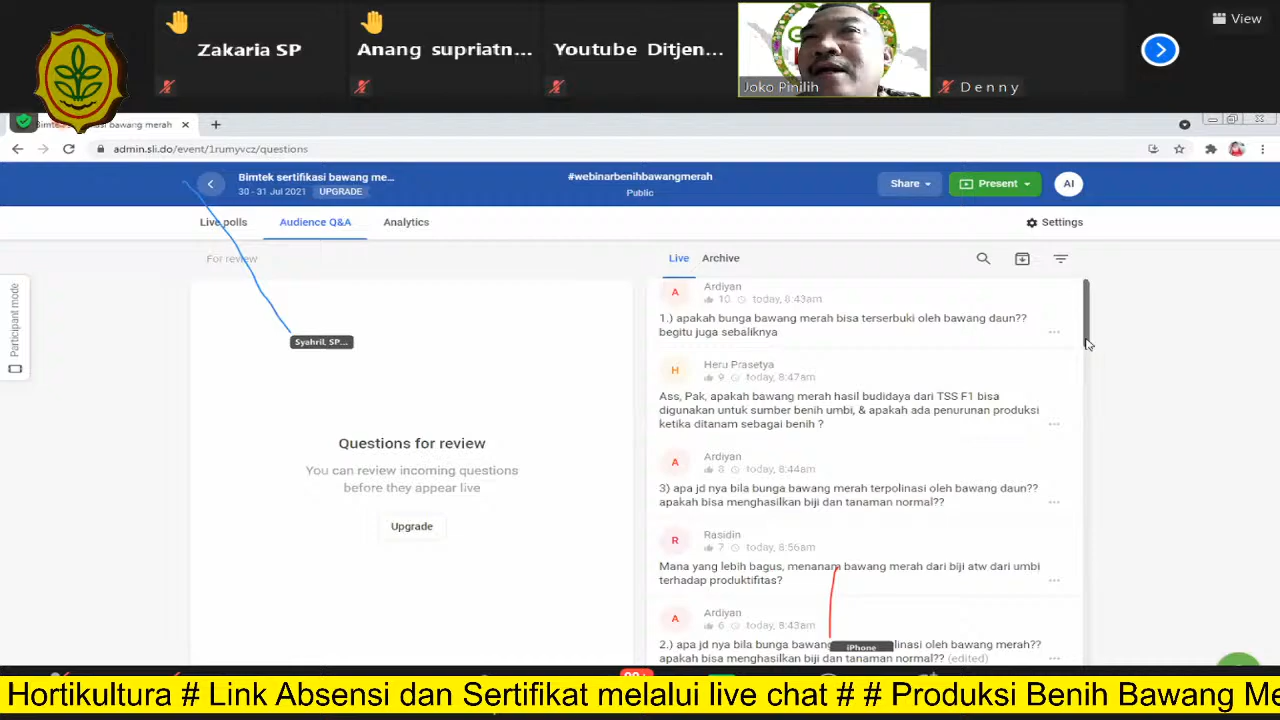 View
Zakaria SP
Anang supriatn...
Youtube Ditjen...
Joko Pinilih
Denny
bawang merah
admin.sli.do/event/1rumyvcz/questions
Bimtek sertifikasi bawang me...
30 - 31 Jul 2021 UPGRADE
#webinarbenihbawangmerah
Public
Share
Present
AI
Live polls
Audience Q&A
Analytics
Settings
For review
Live
Archive
Participant mode
Syahril, SP...
Questions for review
You can review incoming questions
before they appear live
Upgrade
A
Ardiyan
10 today, 8:43am
1.) apakah bunga bawang merah bisa terserbuki oleh bawang daun??
begitu juga sebaliknya
H
Heru Prasetya
9 today, 8:47am
Ass, Pak, apakah bawang merah hasil budidaya dari TSS F1 bisa
digunakan untuk sumber benih umbi, & apakah ada penurunan produksi
ketika ditanam sebagai benih ?
A
Ardiyan
8 today, 8:44am
3) apa jd nya bila bunga bawang merah terpolinasi oleh bawang daun??
apakah bisa menghasilkan biji dan tanaman normal??
R
Rasidin
7 today, 8:56am
Mana yang lebih bagus, menanam bawang merah dari biji atw dari umbi
terhadap produktifitas?
A
Ardiyan
6 today, 8:43am
2.) apa jd nya bila bunga bawang linasi oleh bawang merah??
apakah bisa menghasilkan biji dan tanaman normal?? (edited)
iPhone
Hortikultura # Link Absensi dan Sertifikat melalui live chat # # Produksi Benih Bawang Me